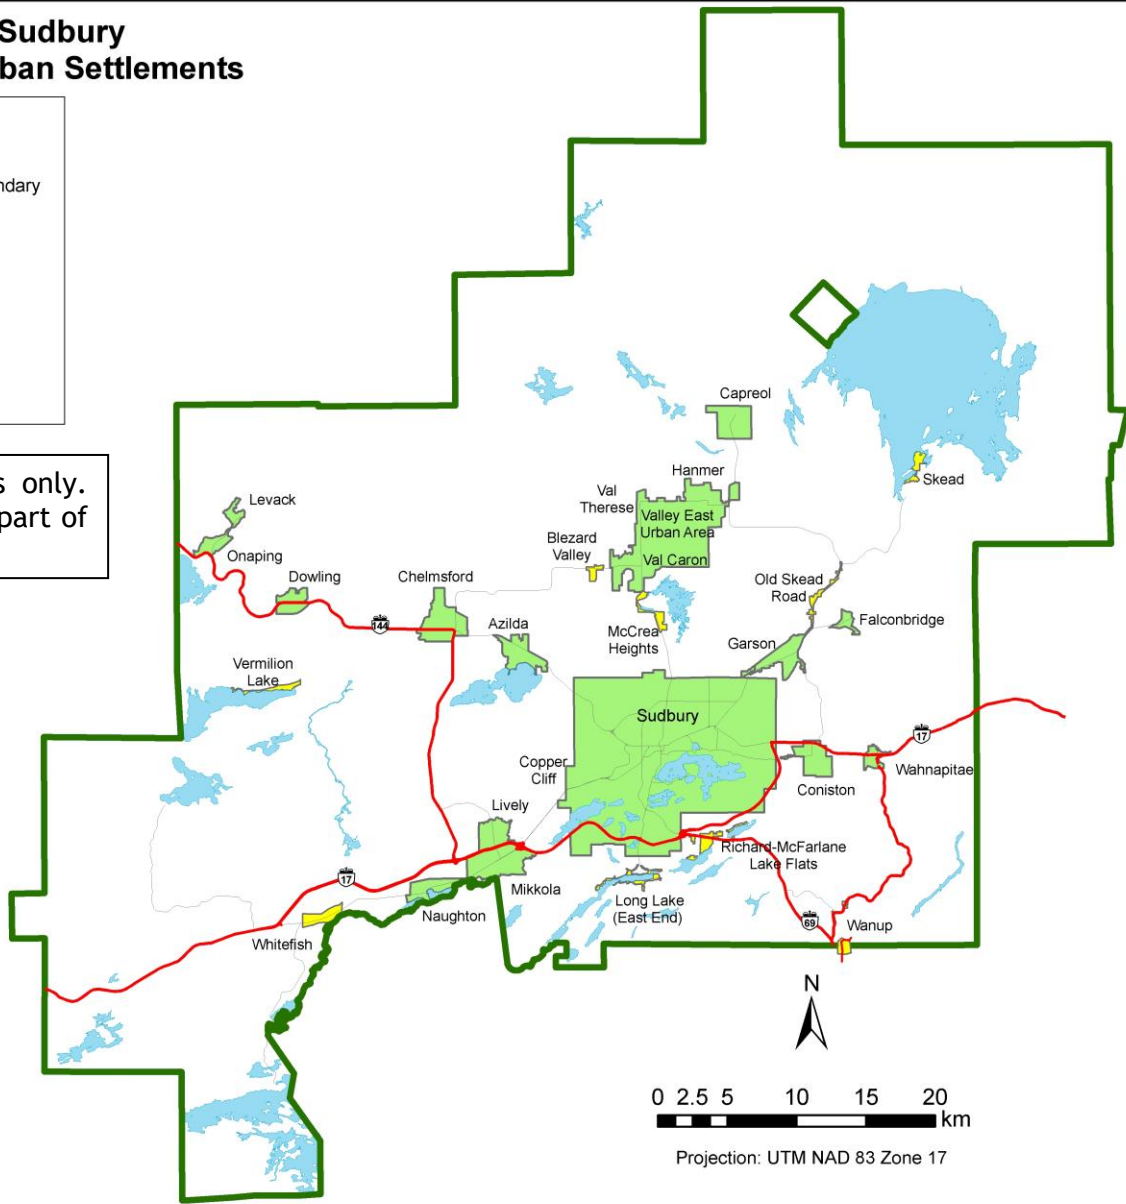 Sudbury
ban Settlements
ndary
s only.
part of
Capreol
Hanmer
Val
Therese
Valley East
Urban Area
Val Caron
Skead
Levack
Onaping
Dowling
Chelmsford
Blezard
Valley
Old Skead
Road
Azilda
McCrea
Heights
Falconbridge
Garson
144
Vermilion
Lake
Sudbury
17
Copper
Cliff
Wahnapitae
Coniston
Lively
Richard-McFarlane
Lake Flats
17
Mikkola
Naughton
Long Lake
(East End)
69
Wanup
Whitefish
N
0 2.5 5 10 15 20
km
Projection: UTM NAD 83 Zone 17